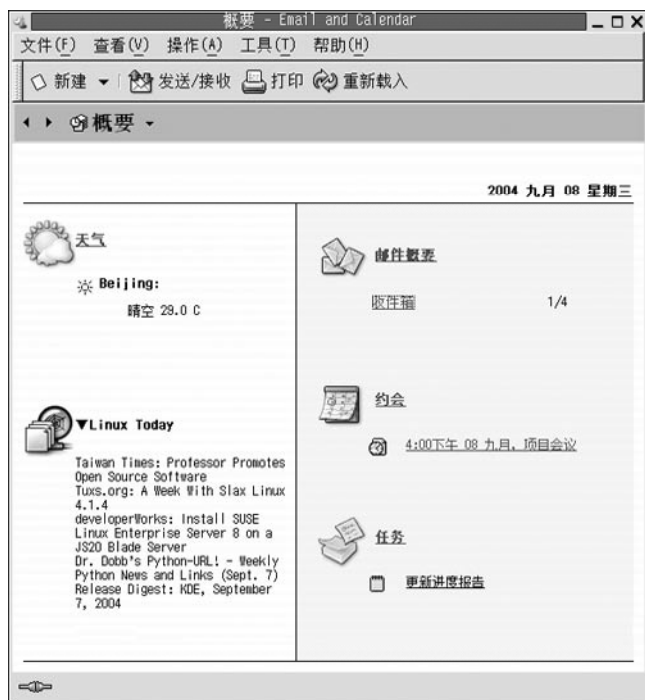 概要 - Email and Calendar
文件(F) 查看(V) 操作(A) 工具(T) 帮助(H)
新建 发送/接收 打印 重新载入
概要
2004 九月 08 星期三
天气
Beijing:
晴空 29.0 C
▼Linux Today
Taiwan Times: Professor Promotes
Open Source Software
Tuxs.org: A Week With Slax Linux
4.1.4
developerWorks: Install SUSE
Linux Enterprise Server 8 on a
JS20 Blade Server
Dr. Dobb's Python-URL! - Weekly
Python News and Links (Sept. 7)
Release Digest: KDE, September
7, 2004
邮件概要
收件箱 1/4
约会
4:00下午 08 九月, 项目会议
任务
更新进度报告